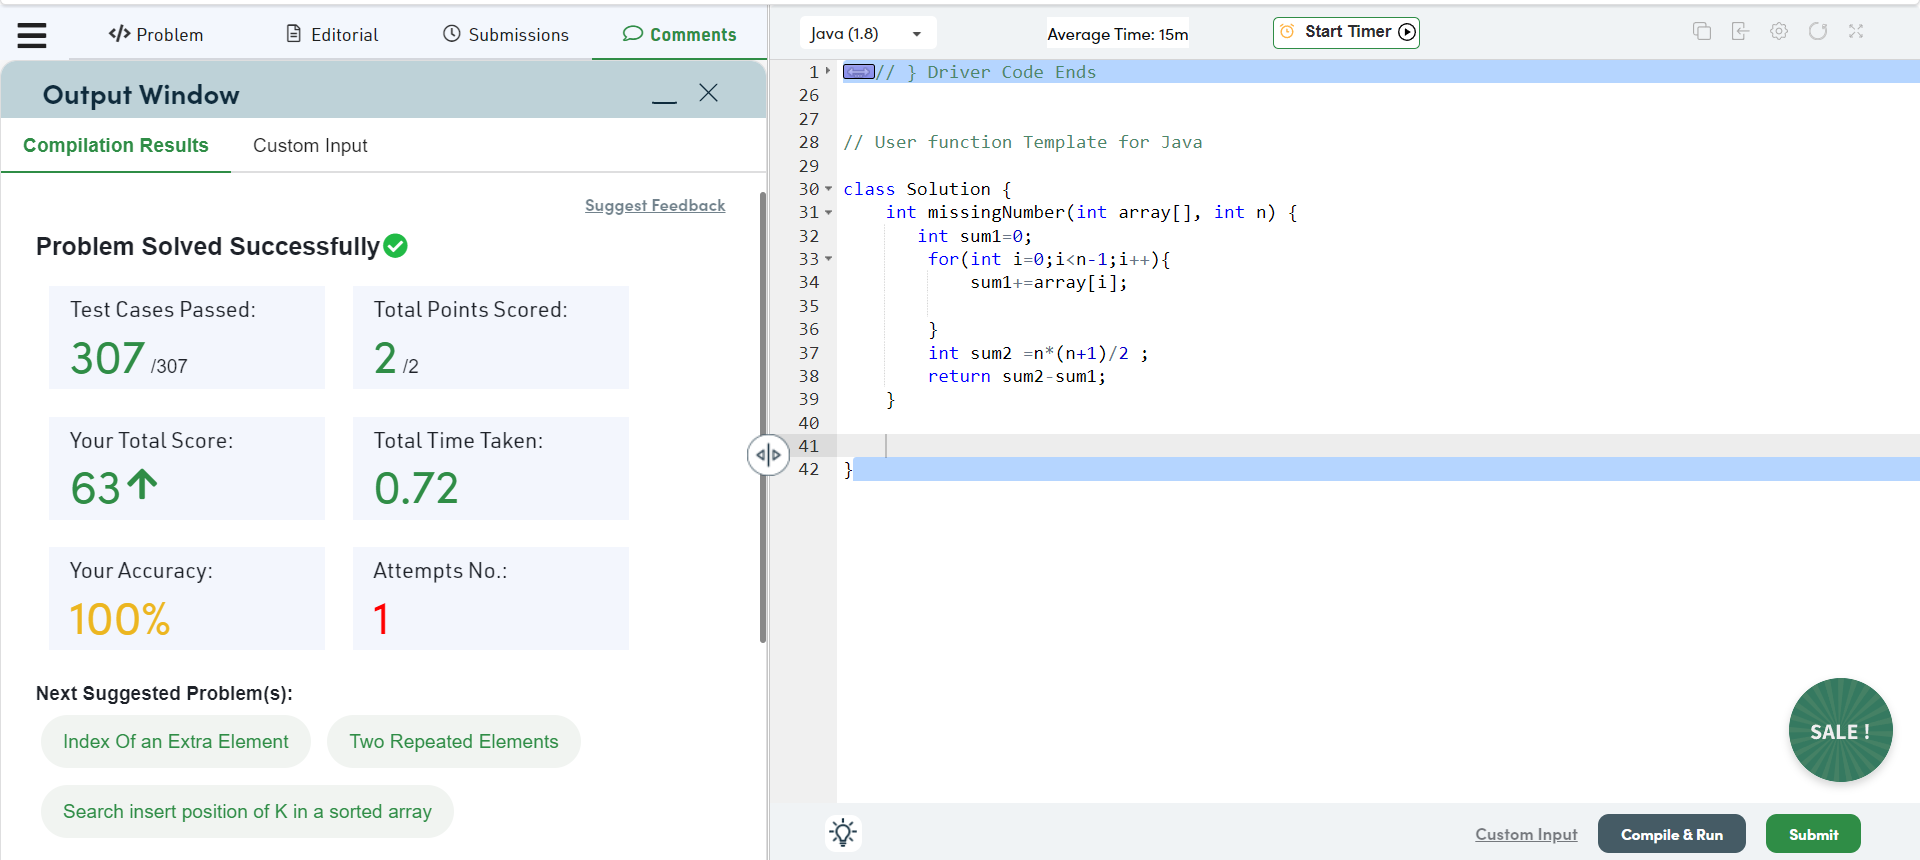 </> Problem
Editorial
Submissions
Comments
Java (1.8)
Average Time: 15m
Start Timer
Output Window
Compilation Results
Custom Input
Suggest Feedback
Problem Solved Successfully
Test Cases Passed:
307 /307
Total Points Scored:
2 /2
Your Total Score:
63
Total Time Taken:
0.72
Your Accuracy:
100%
Attempts No.:
1
Next Suggested Problem(s):
Index Of an Extra Element
Two Repeated Elements
Search insert position of K in a sorted array
1 // } Driver Code Ends
26
27
28 // User function Template for Java
29
30 class Solution {
31 int missingNumber(int array[], int n) {
32 int sum1=0;
33 for(int i=0;i<n-1;i++){
34 sum1+=array[i];
35
36 }
37 int sum2 =n*(n+1)/2 ;
38 return sum2-sum1;
39 }
40
41
42 }
SALE !
Custom Input
Compile & Run
Submit